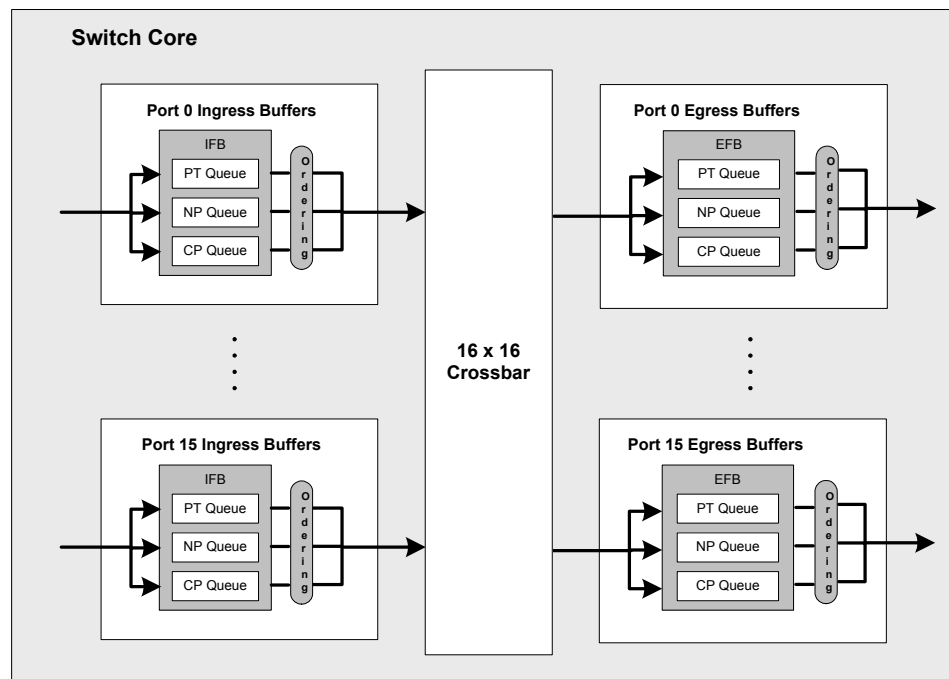 Switch Core
Port 0 Ingress Buffers
IFB
PT Queue
NP Queue
CP Queue
Ordering
Port 0 Egress Buffers
EFB
PT Queue
NP Queue
CP Queue
Ordering
16 x 16
Crossbar
Port 15 Ingress Buffers
IFB
PT Queue
NP Queue
CP Queue
Ordering
Port 15 Egress Buffers
EFB
PT Queue
NP Queue
CP Queue
Ordering